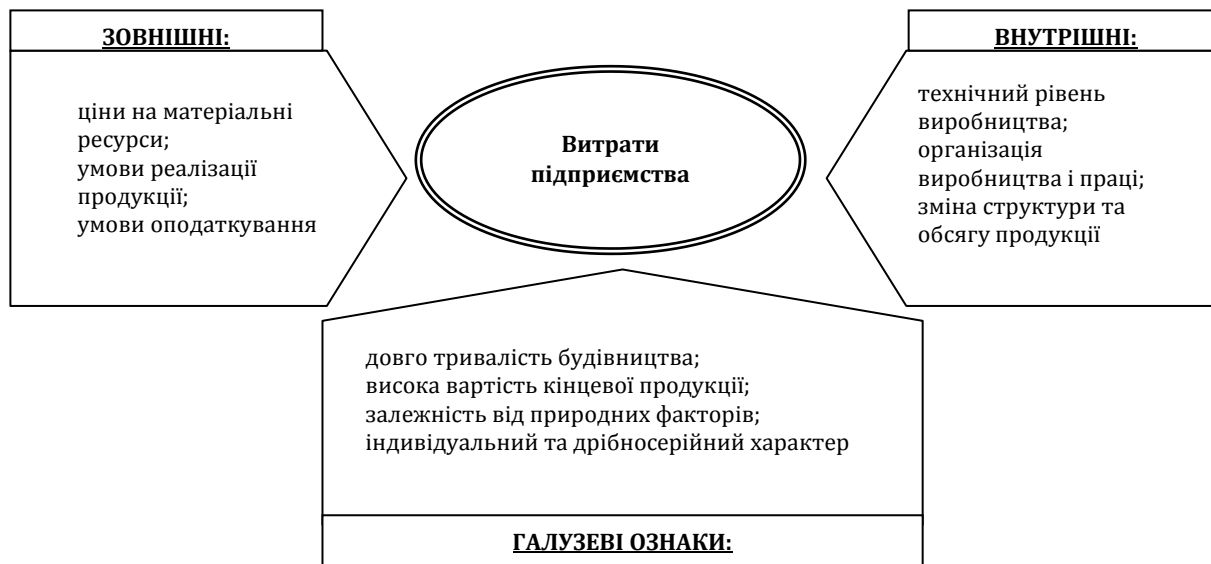 ЗОВНІШНІ:
ціни на матеріальні
ресурси;
умови реалізації
продукції;
умови оподаткування
Витрати
підприємства
ВНУТРІШНІ:
технічний рівень
виробництва;
організація
виробництва і праці;
зміна структури та
обсягу продукції
довго тривалість будівництва;
висока вартість кінцевої продукції;
залежність від природних факторів;
індивідуальний та дрібносерійний характер
ГАЛУЗЕВІ ОЗНАКИ: